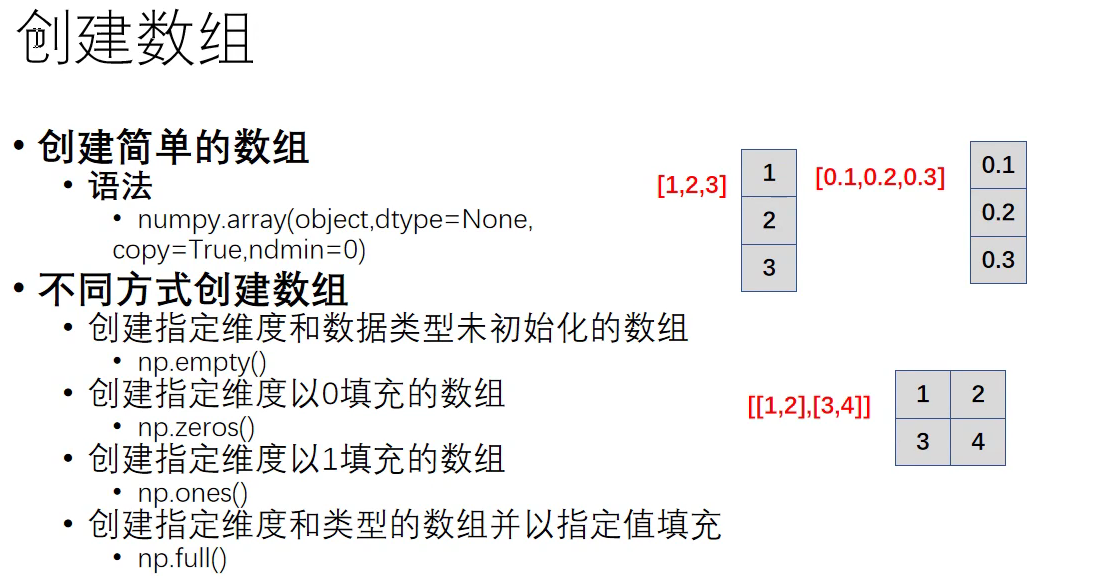 创建数组
• 创建简单的数组
• 语法
• numpy.array(object,dtype=None,
copy=True,ndmin=0)
• 不同方式创建数组
• 创建指定维度和数据类型未初始化的数组
• np.empty()
• 创建指定维度以0填充的数组
• np.zeros()
• 创建指定维度以1填充的数组
• np.ones()
• 创建指定维度和类型的数组并以指定值填充
• np.full()
[1,2,3]
1
2
3
[0.1,0.2,0.3]
0.1
0.2
0.3
[[1,2],[3,4]]
1 2
3 4